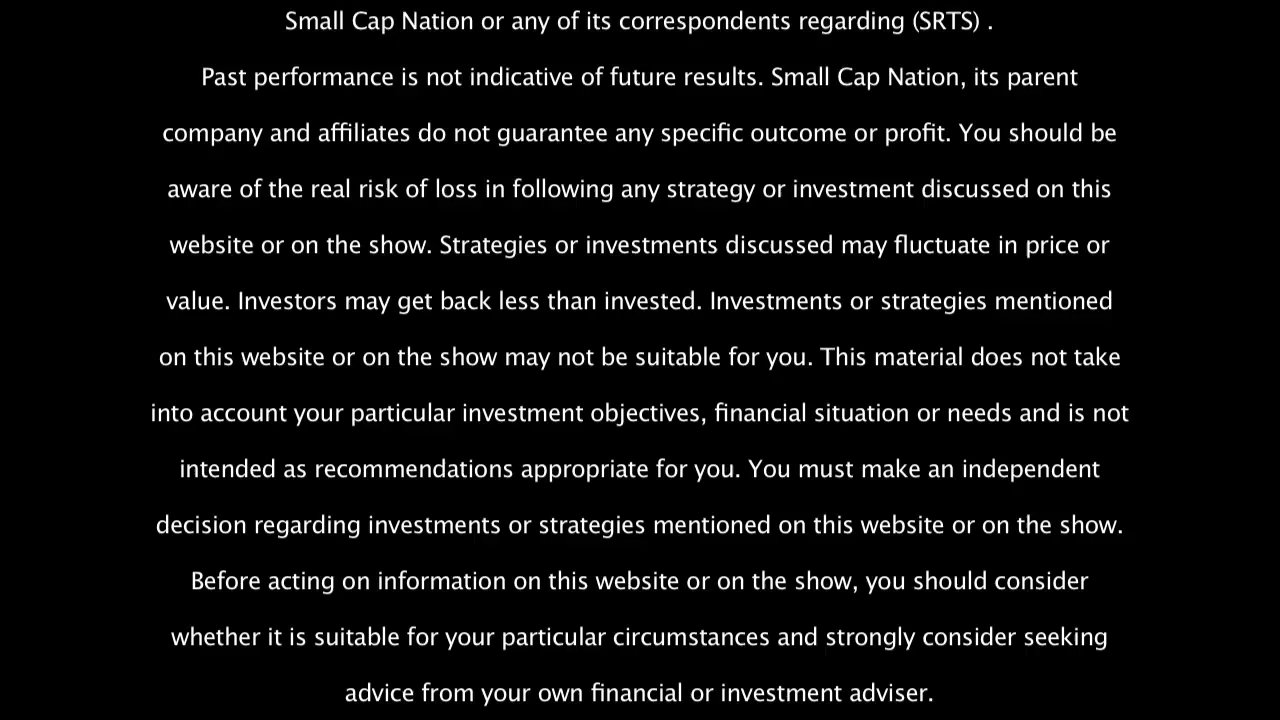 Small Cap Nation or any of its correspondents regarding (SRTS) .
Past performance is not indicative of future results. Small Cap Nation, its parent
company and affiliates do not guarantee any specific outcome or profit. You should be
aware of the real risk of loss in following any strategy or investment discussed on this
website or on the show. Strategies or investments discussed may fluctuate in price or
value. Investors may get back less than invested. Investments or strategies mentioned
on this website or on the show may not be suitable for you. This material does not take
into account your particular investment objectives, financial situation or needs and is not
intended as recommendations appropriate for you. You must make an independent
decision regarding investments or strategies mentioned on this website or on the show.
Before acting on information on this website or on the show, you should consider
whether it is suitable for your particular circumstances and strongly consider seeking
advice from your own financial or investment adviser.